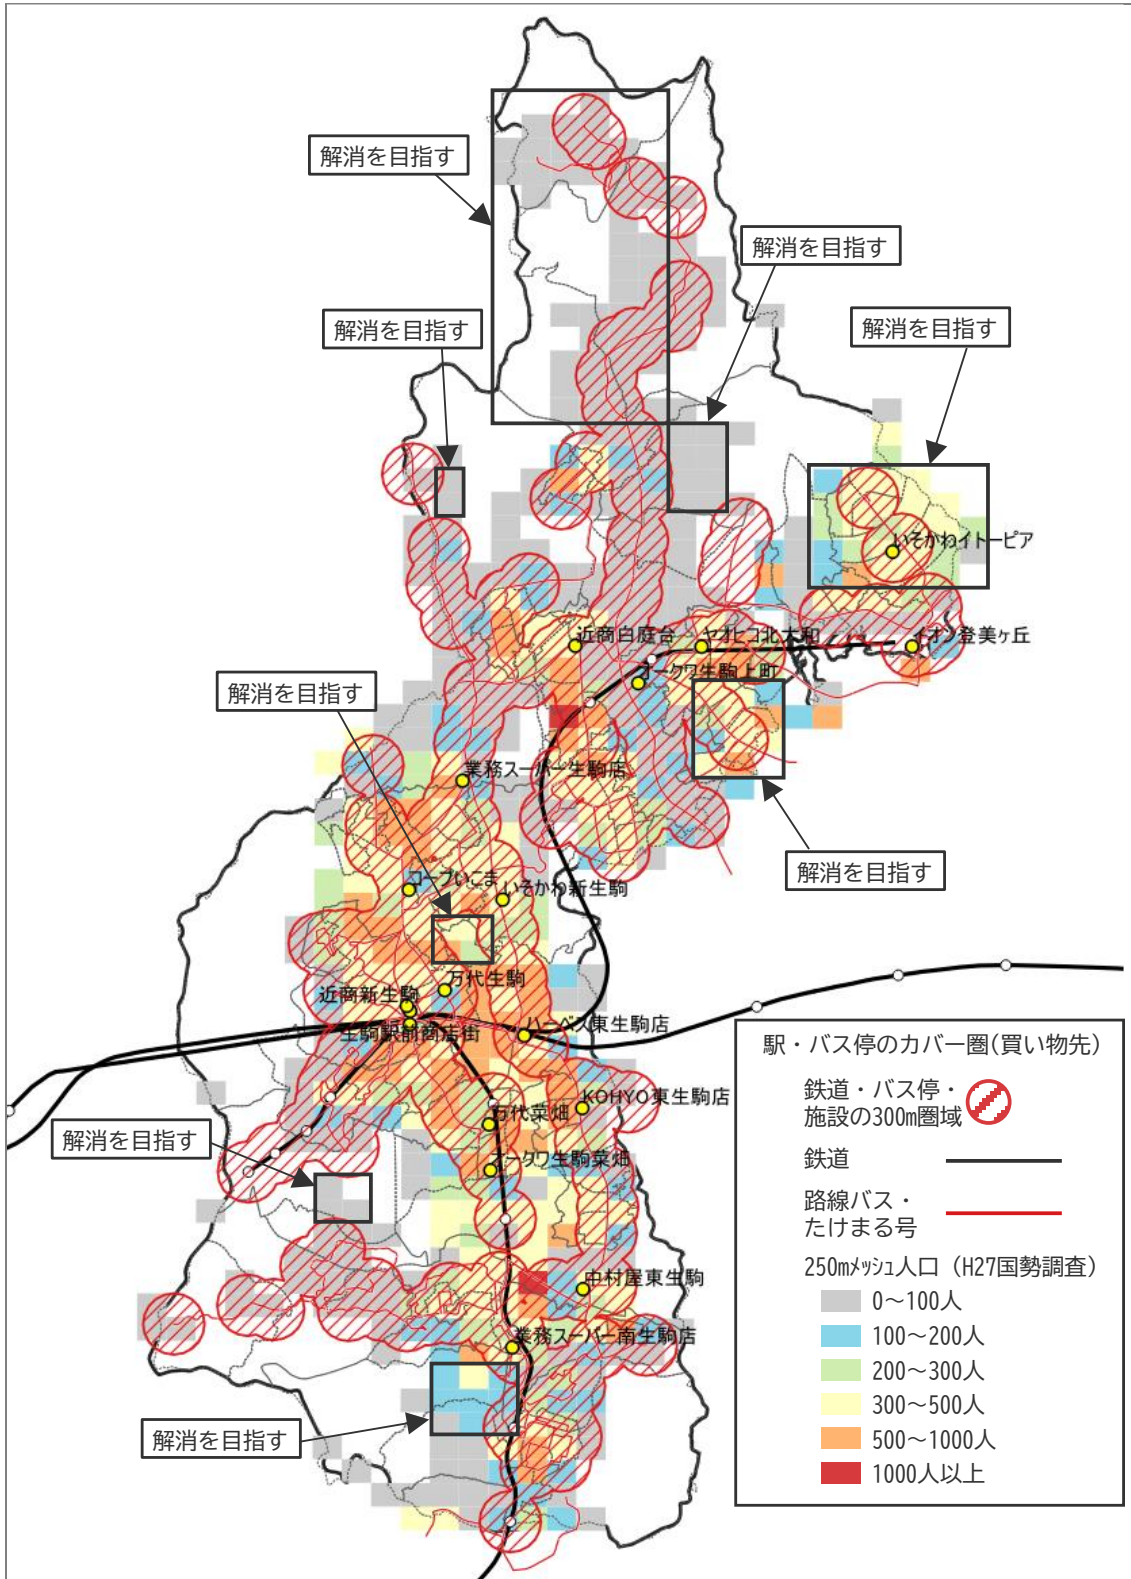 解消を目指す
解消を目指す
解消を目指す
解消を目指す
いそかわイトーピア
近商白庭台
ヤオヒコ北大和
イオン登美ヶ丘
オークワ生駒上町
解消を目指す
業務スーパー生駒店
解消を目指す
コープいこま
いそかわ新生駒
万代生駒
近商新生駒
生駒駅前商店街
ハーベス東生駒店
KOHYO東生駒店
万代菜畑
解消を目指す
オークワ生駒菜畑
中村屋東生駒
業務スーパー南生駒店
解消を目指す
駅・バス停のカバー圏(買い物先)
鉄道・バス停・
施設の300m圏域
鉄道
路線バス・
たけまる号
250mメッシュ人口（H27国勢調査）
0～100人
100～200人
200～300人
300～500人
500～1000人
1000人以上